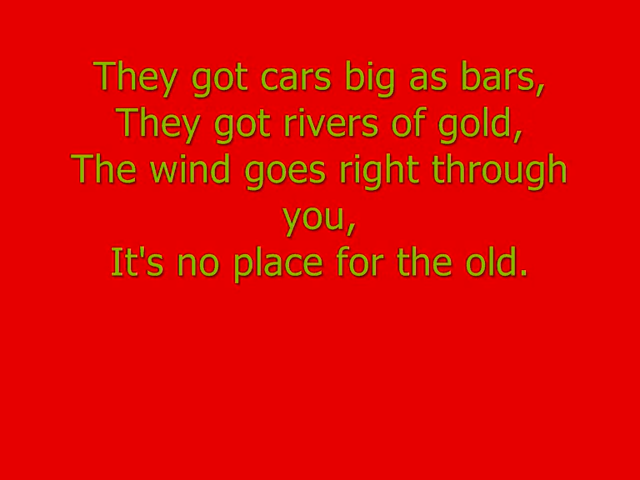 They got cars big as bars,
They got rivers of gold,
The wind goes right through
you,
It's no place for the old.